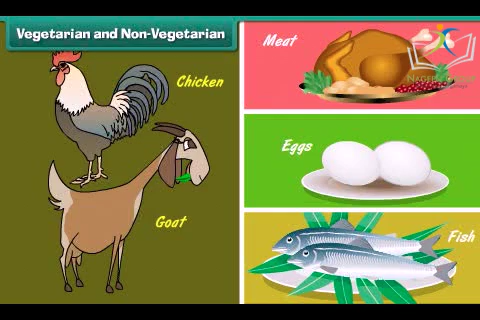 Vegetarian and Non-Vegetarian
Chicken
Goat
Meat
Eggs
Fish